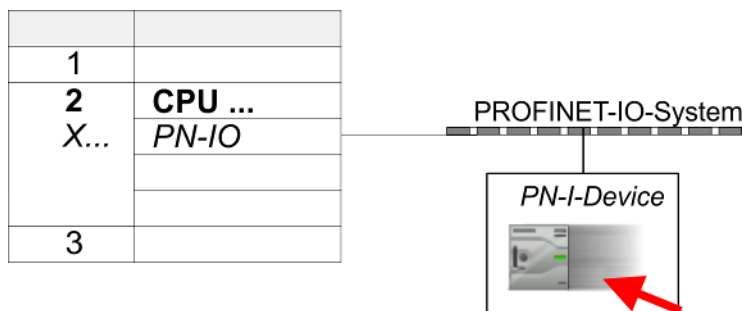 1
2 CPU ...
X... PN-IO
3
PROFINET-IO-System
PN-I-Device